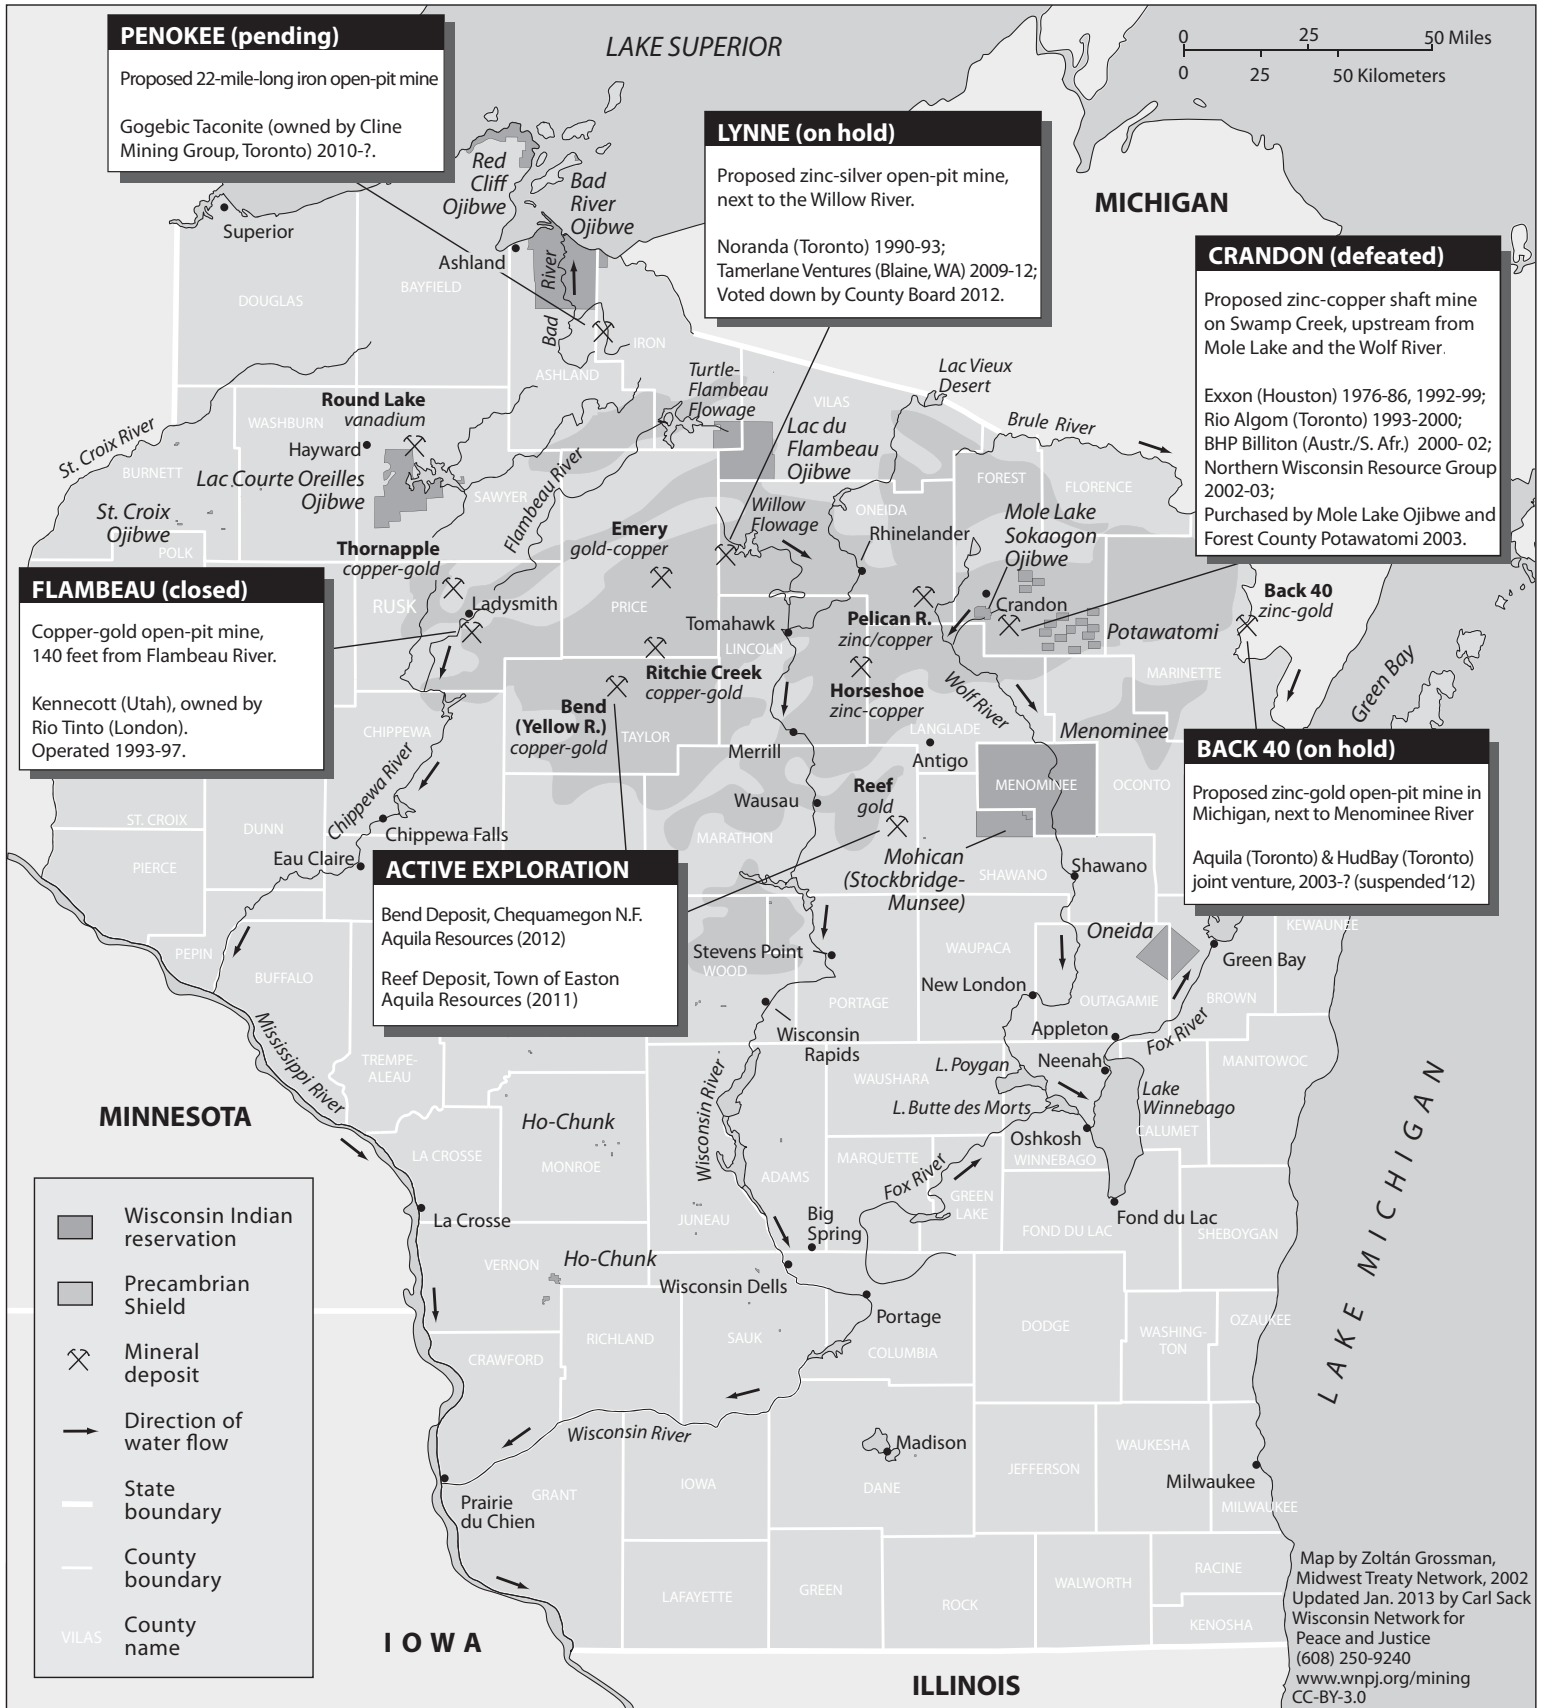 PENOKEE (pending)
Proposed 22-mile-long iron open-pit mine
Gogebic Taconite (owned by Cline
Mining Group, Toronto) 2010-?.
LAKE SUPERIOR
0 25 50 Miles
0 25 50 Kilometers
LYNNE (on hold)
Proposed zinc-silver open-pit mine,
next to the Willow River.
Noranda (Toronto) 1990-93;
Tamerlane Ventures (Blaine, WA) 2009-12;
Voted down by County Board 2012.
MICHIGAN
CRANDON (defeated)
Proposed zinc-copper shaft mine
on Swamp Creek, upstream from
Mole Lake and the Wolf River.
Exxon (Houston) 1976-86, 1992-99;
Rio Algom (Toronto) 1993-2000;
BHP Billiton (Austr./S. Afr.) 2000- 02;
Northern Wisconsin Resource Group
2002-03;
Purchased by Mole Lake Ojibwe and
Forest County Potawatomi 2003.
Red
Cliff
Ojibwe
Bad
River
Ojibwe
Superior
Ashland
Bad River
DOUGLAS
BAYFIELD
IRON
ASHLAND
Turtle-
Flambeau
Flowage
VILAS
Lac Vieux
Desert
Brule River
Round Lake
vanadium
WASHBURN
Hayward
St. Croix River
BURNETT
Lac Courte Oreilles
Ojibwe
SAWYER
Flambeau River
Lac du
Flambeau
Ojibwe
FOREST
FLORENCE
St. Croix
Ojibwe
POLK
Willow
Flowage
ONEIDA
Rhinelander
Mole Lake
Sokaogon
Ojibwe
Emery
gold-copper
Thornapple
copper-gold
FLAMBEAU (closed)
Copper-gold open-pit mine,
140 feet from Flambeau River.
Kennecott (Utah), owned by
Rio Tinto (London).
Operated 1993-97.
RUSK
Ladysmith
PRICE
Tomahawk
LINCOLN
Pelican R.
zinc/copper
Crandon
Potawatomi
Back 40
zinc-gold
MARINETTE
Green Bay
Ritchie Creek
copper-gold
Horseshoe
zinc-copper
Wolf River
Bend
(Yellow R.)
copper-gold
TAYLOR
CHIPPEWA
Merrill
LANGLADE
Antigo
Menominee
MENOMINEE
OCONTO
BACK 40 (on hold)
Proposed zinc-gold open-pit mine in
Michigan, next to Menominee River
Aquila (Toronto) & HudBay (Toronto)
joint venture, 2003-? (suspended '12)
Chippewa River
ST. CROIX
DUNN
PIERCE
Chippewa Falls
Eau Claire
Wausau
MARATHON
Reef
gold
Mohican
(Stockbridge-
Munsee)
SHAWANO
Shawano
ACTIVE EXPLORATION
Bend Deposit, Chequamegon N.F.
Aquila Resources (2012)
Reef Deposit, Town of Easton
Aquila Resources (2011)
PEPIN
BUFFALO
Stevens Point
WOOD
PORTAGE
WAUPACA
Oneida
KEWAUNEE
Green Bay
New London
OUTAGAMIE
BROWN
Wisconsin
Rapids
Appleton
Fox River
Mississippi River
TREMPE-
ALEAU
L. Poygan
Neenah
MANITOWOC
WAUSHARA
L. Butte des Morts
Lake
Winnebago
CALUMET
MINNESOTA
Ho-Chunk
MONROE
Wisconsin River
LA CROSSE
ADAMS
MARQUETTE
Oshkosh
WINNEBAGO
Fox River
GREEN
LAKE
JUNEAU
Big
Spring
FOND DU LAC
Fond du Lac
SHEBOYGAN
LAKE MICHIGAN
La Crosse
VERNON
Ho-Chunk
Wisconsin Dells
Portage
RICHLAND
SAUK
COLUMBIA
DODGE
WASHING-
TON
OZAUKEE
CRAWFORD
Wisconsin River
Madison
DANE
JEFFERSON
WAUKESHA
Milwaukee
MILWAUKEE
Prairie
du Chien
GRANT
IOWA
LAFAYETTE
GREEN
ROCK
WALWORTH
RACINE
KENOSHA
IOWA
ILLINOIS
Wisconsin Indian
reservation
Precambrian
Shield
Mineral
deposit
Direction of
water flow
State
boundary
County
boundary
VILAS County
name
Map by Zoltán Grossman,
Midwest Treaty Network, 2002
Updated Jan. 2013 by Carl Sack
Wisconsin Network for
Peace and Justice
(608) 250-9240
www.wnpj.org/mining
CC-BY-3.0